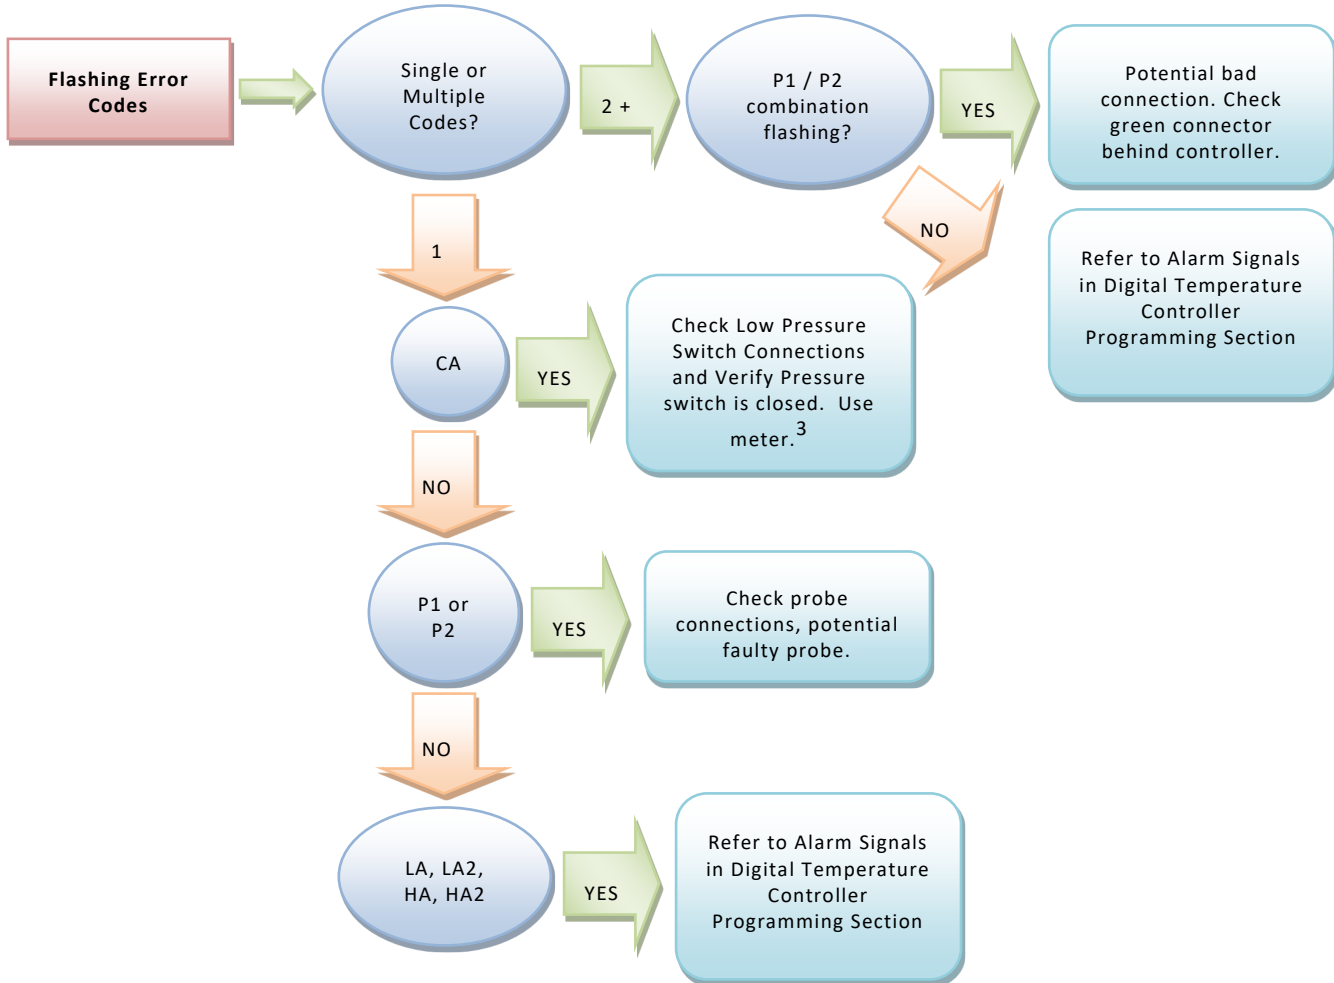 Flashing Error
Codes
Single or
Multiple
Codes?
2 +
P1 / P2
combination
flashing?
YES
Potential bad
connection. Check
green connector
behind controller.
NO
Refer to Alarm Signals
in Digital Temperature
Controller
Programming Section
1
CA
YES
Check Low Pressure
Switch Connections
and Verify Pressure
switch is closed.  Use
meter.3
NO
P1 or
P2
YES
Check probe
connections, potential
faulty probe.
NO
LA, LA2,
HA, HA2
YES
Refer to Alarm Signals
in Digital Temperature
Controller
Programming Section